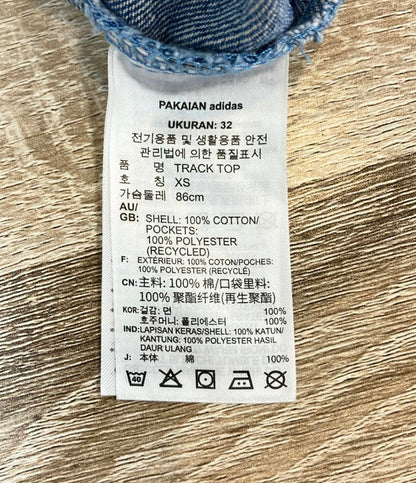 PAKAIAN adidas
UKURAN: 32
전기용품 및 생활용품 안전
관리법에 의한 품질표시
품 명 TRACK TOP
호 칭 XS
가슴둘레 86cm
AU/
GB: SHELL: 100% COTTON/
POCKETS:
100% POLYESTER
(RECYCLED)
F: EXTÉRIEUR: 100% COTON/POCHES:
100% POLYESTER (RECYCLÉ)
CN: 主料: 100% 棉/口袋里料:
100% 聚酯纤维(再生聚酯)
KOR: 겉감: 면 100%
호주머니: 폴리에스터 100%
IND: LAPISAN KERAS/SHELL: 100% KATUN/
KANTUNG: 100% POLYESTER HASIL
DAUR ULANG
J: 本体 綿 100%
40